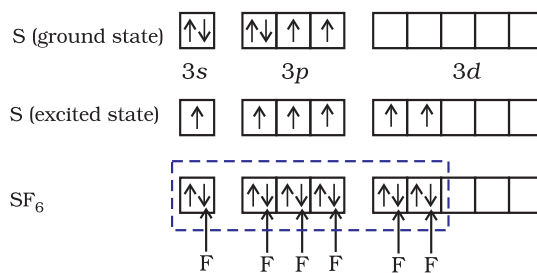 S (ground state)
3s 3p 3d
S (excited state)
SF6
F F F F F F